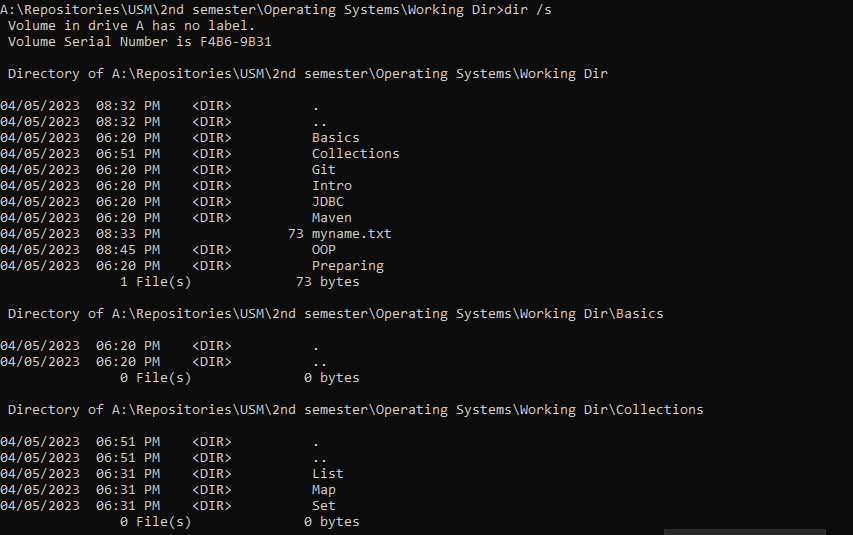 A:\Repositories\USM\2nd semester\Operating Systems\Working Dir>dir /s
 Volume in drive A has no label.
 Volume Serial Number is F4B6-9B31

 Directory of A:\Repositories\USM\2nd semester\Operating Systems\Working Dir

04/05/2023  08:32 PM    <DIR>          .
04/05/2023  08:32 PM    <DIR>          ..
04/05/2023  06:20 PM    <DIR>          Basics
04/05/2023  06:51 PM    <DIR>          Collections
04/05/2023  06:20 PM    <DIR>          Git
04/05/2023  06:20 PM    <DIR>          Intro
04/05/2023  06:20 PM    <DIR>          JDBC
04/05/2023  06:20 PM    <DIR>          Maven
04/05/2023  08:33 PM                73 myname.txt
04/05/2023  08:45 PM    <DIR>          OOP
04/05/2023  06:20 PM    <DIR>          Preparing
               1 File(s)             73 bytes

 Directory of A:\Repositories\USM\2nd semester\Operating Systems\Working Dir\Basics

04/05/2023  06:20 PM    <DIR>          .
04/05/2023  06:20 PM    <DIR>          ..
               0 File(s)              0 bytes

 Directory of A:\Repositories\USM\2nd semester\Operating Systems\Working Dir\Collections

04/05/2023  06:51 PM    <DIR>          .
04/05/2023  06:51 PM    <DIR>          ..
04/05/2023  06:31 PM    <DIR>          List
04/05/2023  06:31 PM    <DIR>          Map
04/05/2023  06:31 PM    <DIR>          Set
               0 File(s)              0 bytes